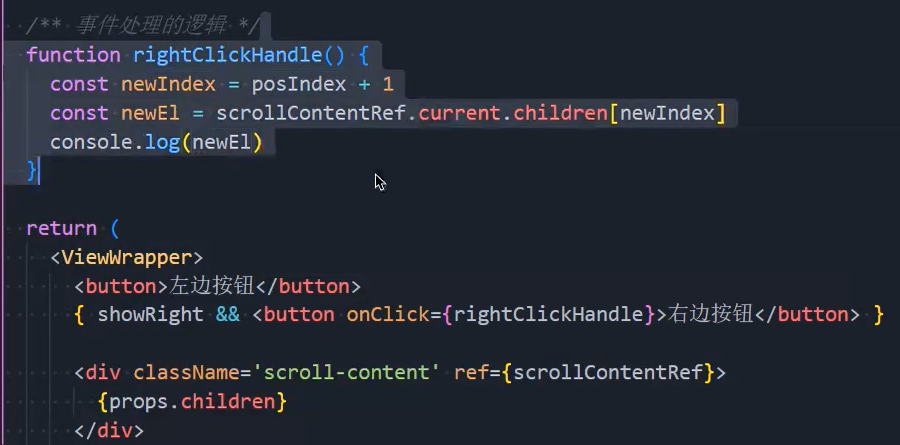 /** 事件处理的逻辑 */
function rightClickHandle() {
const newIndex = posIndex + 1
const newEl = scrollContentRef.current.children[newIndex]
console.log(newEl)
}
return (
<ViewWrapper>
<button>左边按钮</button>
{ showRight && <button onClick={rightClickHandle}>右边按钮</button> }
<div className='scroll-content' ref={scrollContentRef}>
{props.children}
</div>